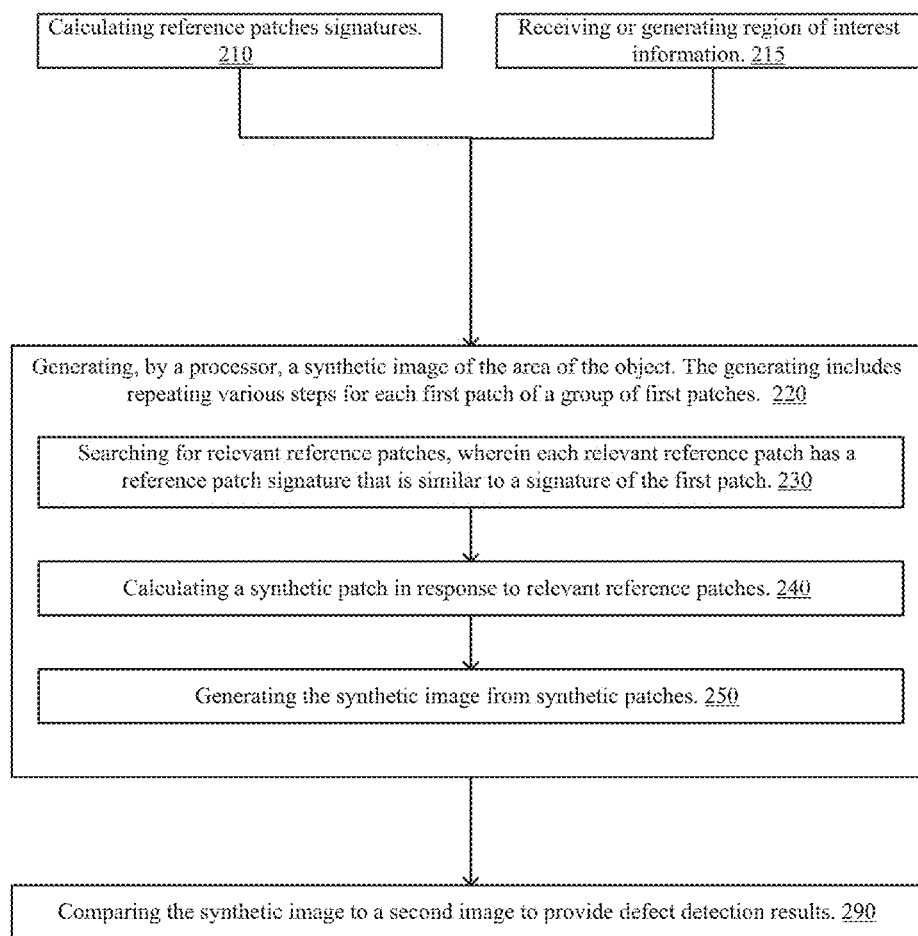 Calculating reference patches signatures.
210
Receiving or generating region of interest
information. 215
Generating, by a processor, a synthetic image of the area of the object. The generating includes
repeating various steps for each first patch of a group of first patches. 220
Searching for relevant reference patches, wherein each relevant reference patch has a
reference patch signature that is similar to a signature of the first patch. 230
Calculating a synthetic patch in response to relevant reference patches. 240
Generating the synthetic image from synthetic patches. 250
Comparing the synthetic image to a second image to provide defect detection results. 290